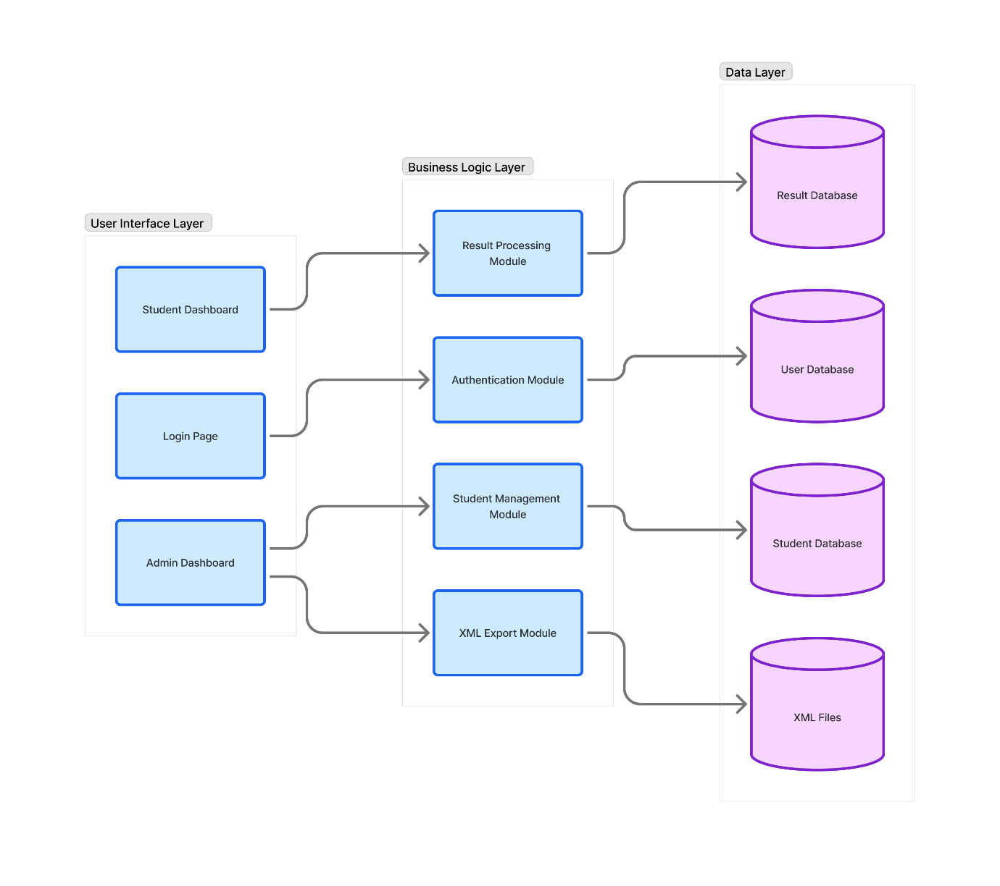 User Interface Layer
Student Dashboard
Login Page
Admin Dashboard
Business Logic Layer
Result Processing
Module
Authentication Module
Student Management
Module
XML Export Module
Data Layer
Result Database
User Database
Student Database
XML Files